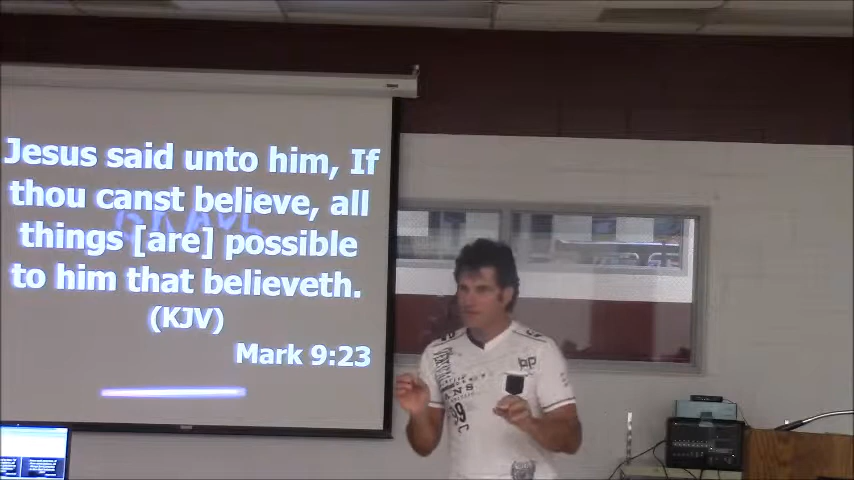 Jesus said unto him, If
thou canst believe, all
things [are] possible
to him that believeth.
(KJV)
Mark 9:23
PP